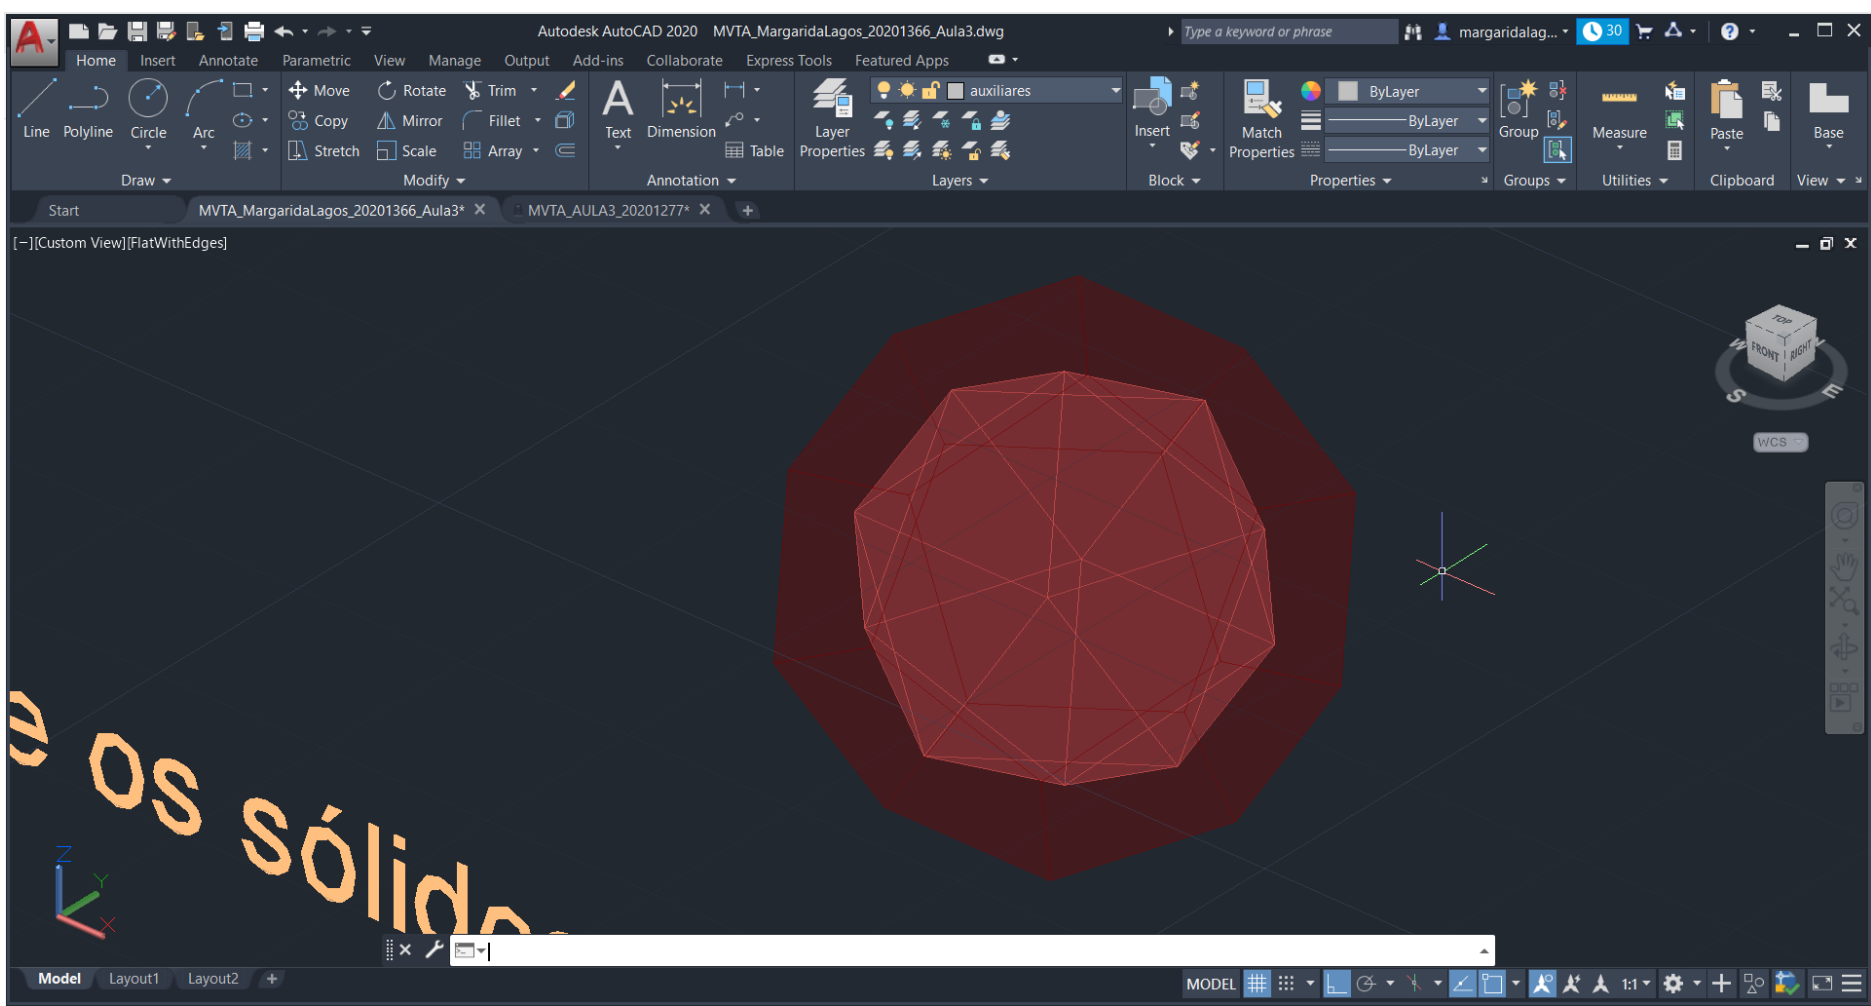 Autodesk AutoCAD 2020 MVTA_MargaridaLagos_20201366_Aula3.dwg
Type a keyword or phrase
margaridalag...
30
Home Insert Annotate Parametric View Manage Output Add-ins Collaborate Express Tools Featured Apps
Line Polyline Circle Arc
Move Rotate Trim
Copy Mirror Fillet
Stretch Scale Array
Text Dimension
Table
Layer Properties
auxiliares
Insert
Match Properties
ByLayer
ByLayer
ByLayer
Group
Measure
Paste
Base
Draw Modify Annotation Layers Block Properties Groups Utilities Clipboard View
Start MVTA_MargaridaLagos_20201366_Aula3* MVTA_AULA3_20201277*
[−][Custom View][FlatWithEdges]
TOP
FRONT RIGHT
W
S E
WCS
e os sólido
Z
Y
X
Model Layout1 Layout2
MODEL
1:1